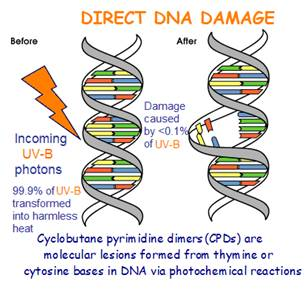 DIRECT DNA DAMAGE
Before
After
Incoming
UV-B
photons
99.9% of UV-B
transformed
into harmless
heat
Damage
caused
by <0.1%
of UV-B
Cyclobutane pyrimidine dimers(CPDs) are
molecular lesions formed from thymine or
cytosine bases in DNA via photochemical reactions